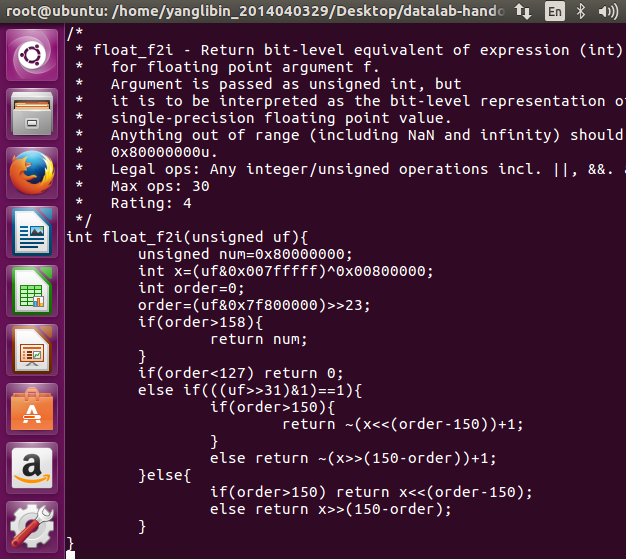 root@ubuntu: /home/yanglibin_2014040329/Desktop/datalab-hando
En
/*
 * float_f2i - Return bit-level equivalent of expression (int)
 *   for floating point argument f.
 *   Argument is passed as unsigned int, but
 *   it is to be interpreted as the bit-level representation of
 *   single-precision floating point value.
 *   Anything out of range (including NaN and infinity) should
 *   0x80000000u.
 *   Legal ops: Any integer/unsigned operations incl. ||, &&.
 *   Max ops: 30
 *   Rating: 4
 */
int float_f2i(unsigned uf){
        unsigned num=0x80000000;
        int x=(uf&0x007fffff)^0x00800000;
        int order=0;
        order=(uf&0x7f800000)>>23;
        if(order>158){
                return num;
        }
        if(order<127) return 0;
        else if(((uf>>31)&1)==1){
                if(order>150){
                        return ~(x<<(order-150))+1;
                }
                else return ~(x>>(150-order))+1;
        }else{
                if(order>150) return x<<(order-150);
                else return x>>(150-order);
        }
}